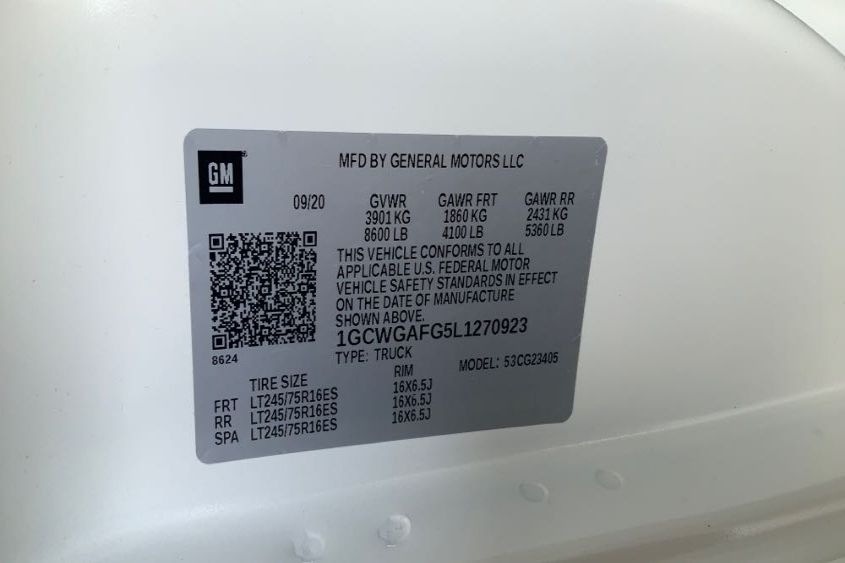 GM
MFD BY GENERAL MOTORS LLC
09/20 GVWR GAWR FRT GAWR RR
3901 KG 1860 KG 2431 KG
8600 LB 4100 LB 5360 LB
THIS VEHICLE CONFORMS TO ALL
APPLICABLE U.S. FEDERAL MOTOR
VEHICLE SAFETY STANDARDS IN EFFECT
ON THE DATE OF MANUFACTURE
SHOWN ABOVE.
1GCWGAFG5L1270923
8624
TYPE: TRUCK MODEL: 53CG23405
TIRE SIZE RIM
FRT LT245/75R16ES 16X6.5J
RR LT245/75R16ES 16X6.5J
SPA LT245/75R16ES 16X6.5J